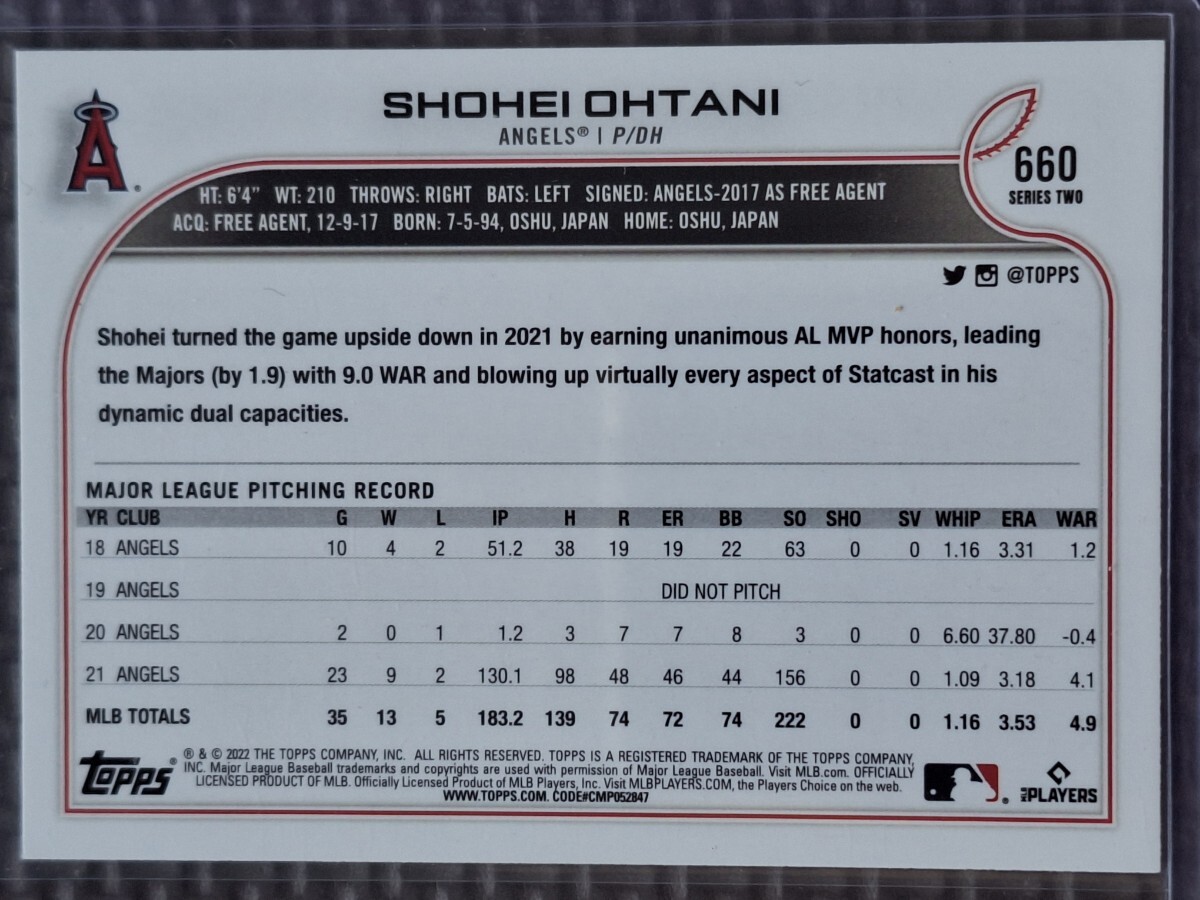 SHOHEI OHTANI
ANGELS® | P/DH
A
660
SERIES TWO
HT: 6'4" WT: 210 THROWS: RIGHT BATS: LEFT SIGNED: ANGELS-2017 AS FREE AGENT
ACQ: FREE AGENT, 12-9-17 BORN: 7-5-94, OSHU, JAPAN HOME: OSHU, JAPAN
@TOPPS
Shohei turned the game upside down in 2021 by earning unanimous AL MVP honors, leading
the Majors (by 1.9) with 9.0 WAR and blowing up virtually every aspect of Statcast in his
dynamic dual capacities.
MAJOR LEAGUE PITCHING RECORD
YR CLUB G W L IP H R ER BB SO SHO SV WHIP ERA WAR
18 ANGELS 10 4 2 51.2 38 19 19 22 63 0 0 1.16 3.31 1.2
19 ANGELS DID NOT PITCH
20 ANGELS 2 0 1 1.2 3 7 7 8 3 0 0 6.60 37.80 -0.4
21 ANGELS 23 9 2 130.1 98 48 46 44 156 0 0 1.09 3.18 4.1
MLB TOTALS 35 13 5 183.2 139 74 72 74 222 0 0 1.16 3.53 4.9
topps®
® & © 2022 THE TOPPS COMPANY, INC. ALL RIGHTS RESERVED. TOPPS IS A REGISTERED TRADEMARK OF THE TOPPS COMPANY,
INC. Major League Baseball trademarks and copyrights are used with permission of Major League Baseball. Visit MLB.com. OFFICIALLY
LICENSED PRODUCT OF MLB. Officially Licensed Product of MLB Players, Inc. Visit MLBPLAYERS.COM, the Players Choice on the web.
WWW.TOPPS.COM. CODE#CMP052847
MLB PLAYERS